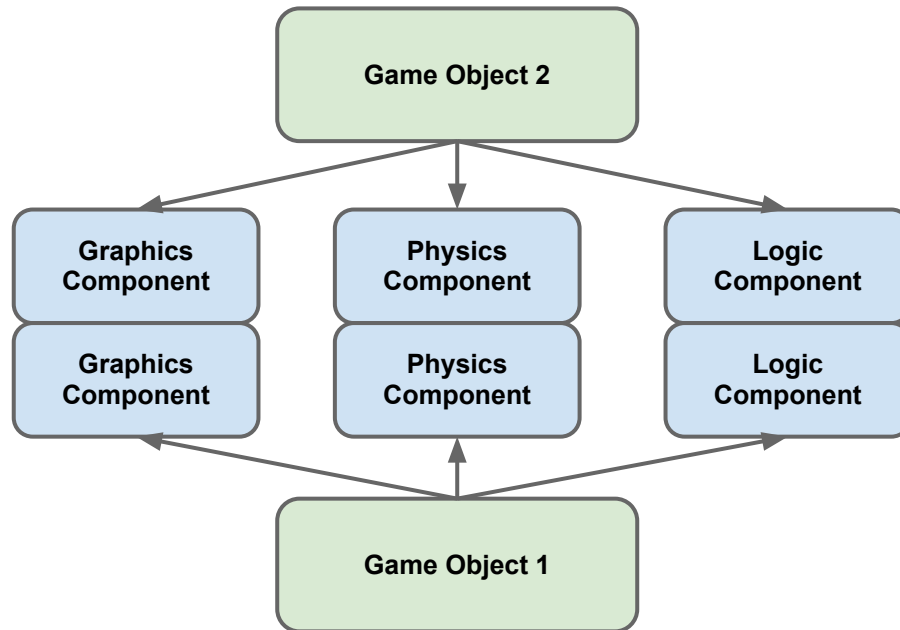 Game Object 2
Graphics
Component
Physics
Component
Logic
Component
Graphics
Component
Physics
Component
Logic
Component
Game Object 1